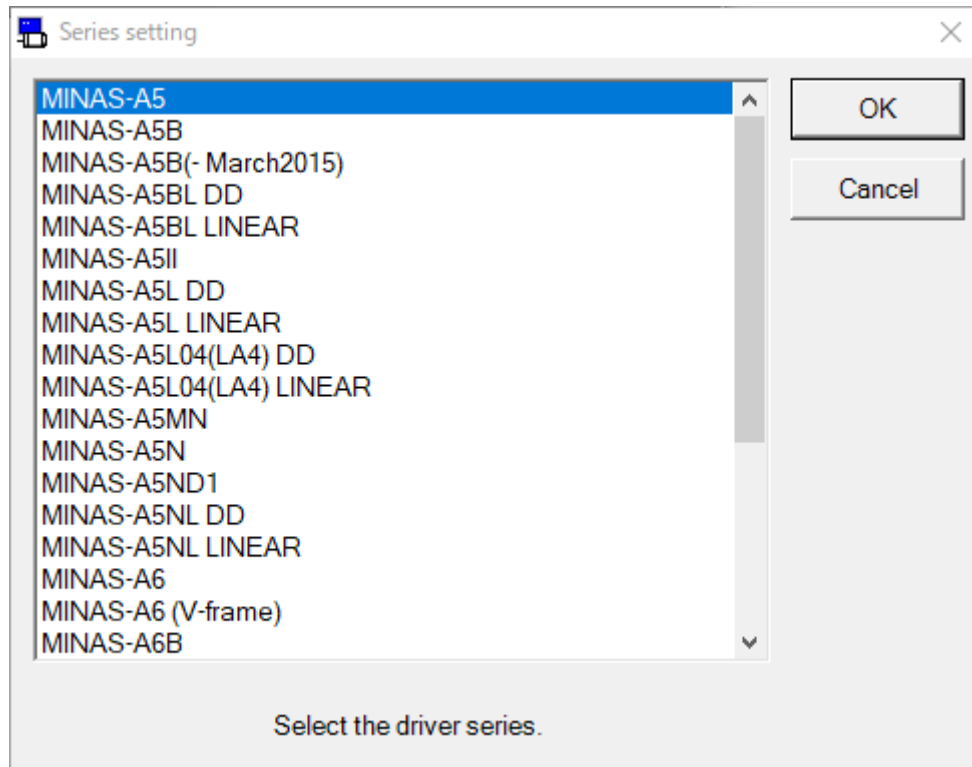 Series setting
MINAS-A5
MINAS-A5B
MINAS-A5B(- March2015)
MINAS-A5BL DD
MINAS-A5BL LINEAR
MINAS-A5II
MINAS-A5L DD
MINAS-A5L LINEAR
MINAS-A5L04(LA4) DD
MINAS-A5L04(LA4) LINEAR
MINAS-A5MN
MINAS-A5N
MINAS-A5ND1
MINAS-A5NL DD
MINAS-A5NL LINEAR
MINAS-A6
MINAS-A6 (V-frame)
MINAS-A6B
OK
Cancel
Select the driver series.